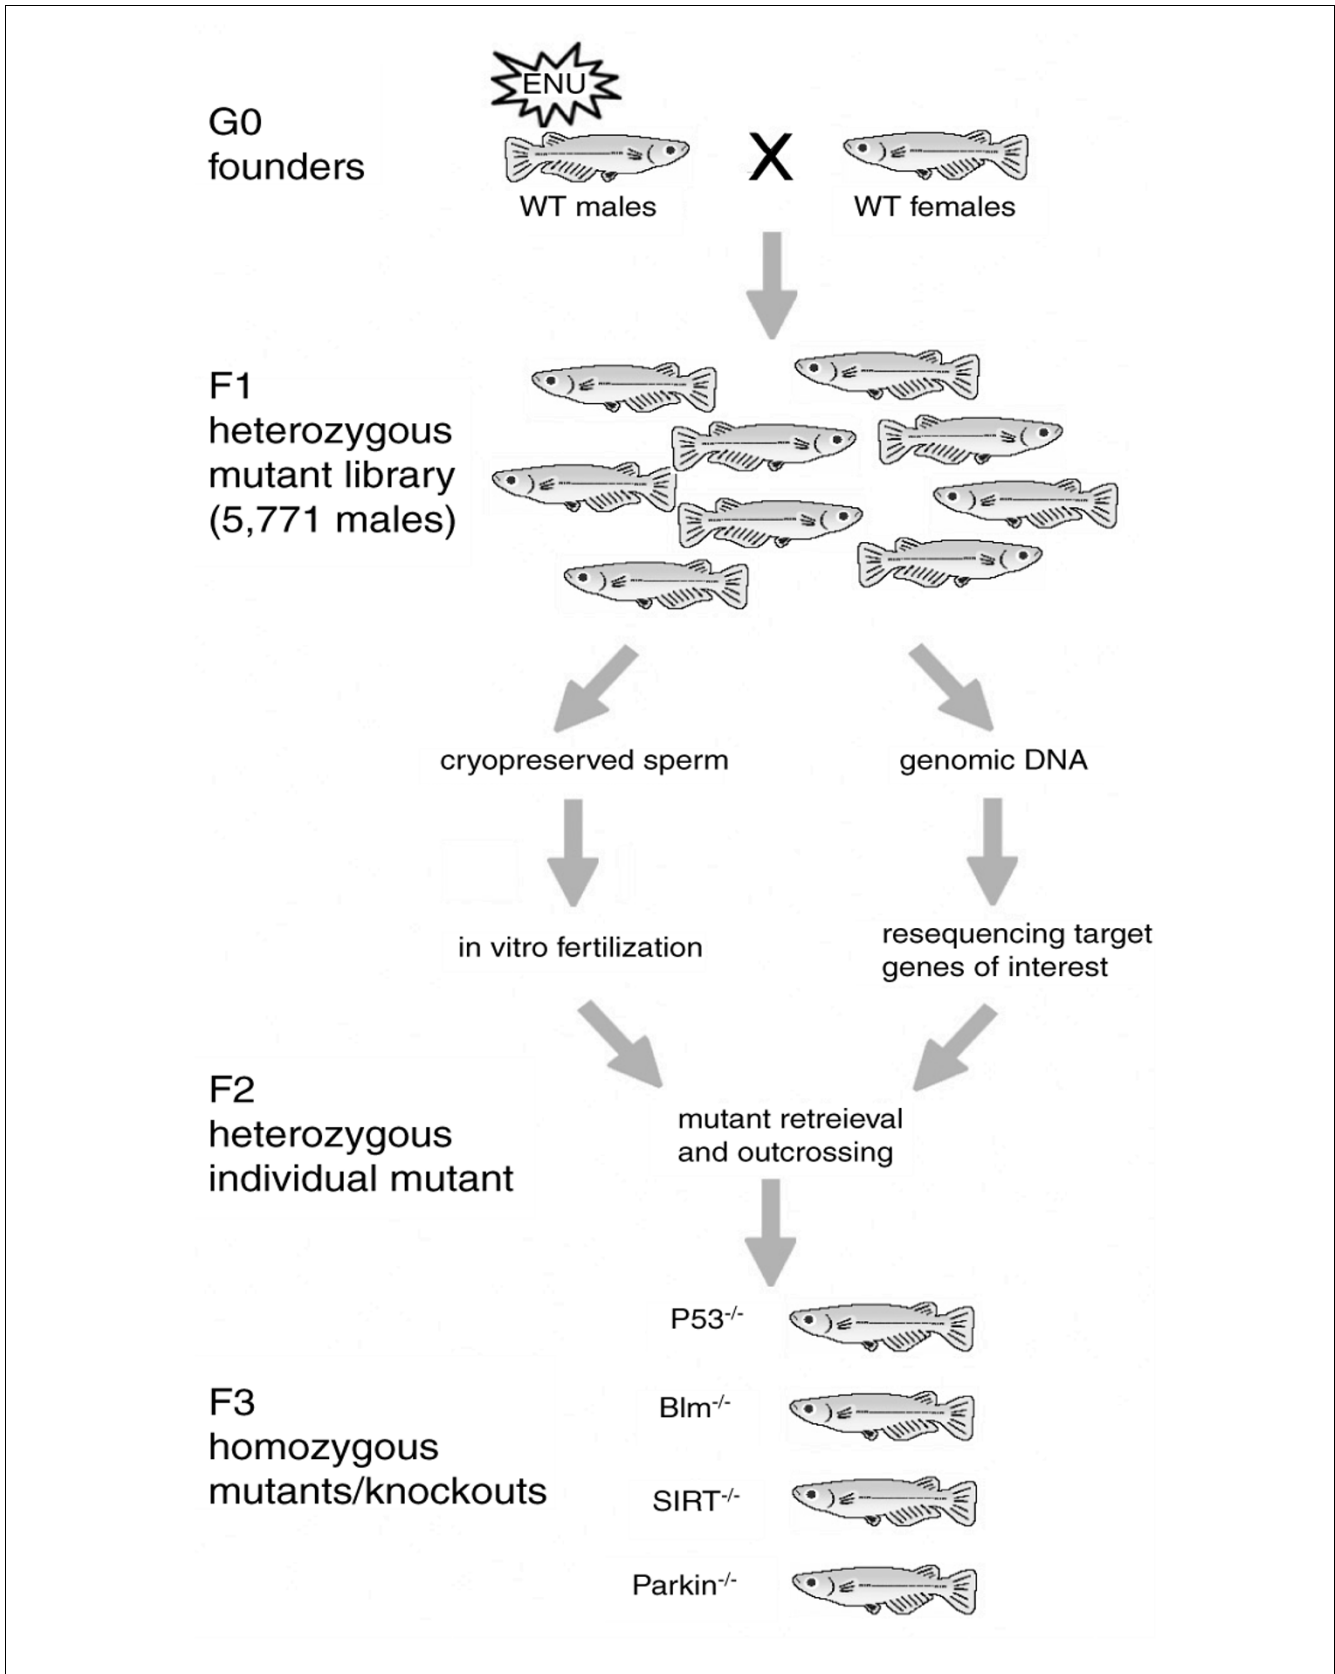 ENU
G0
founders
X
WT males
WT females
F1
heterozygous
mutant library
(5,771 males)
cryopreserved sperm
genomic DNA
in vitro fertilization
resequencing target
genes of interest
F2
heterozygous
individual mutant
mutant retreieval
and outcrossing
P53-/-
Blm-/-
F3
homozygous
mutants/knockouts
SIRT-/-
Parkin-/-